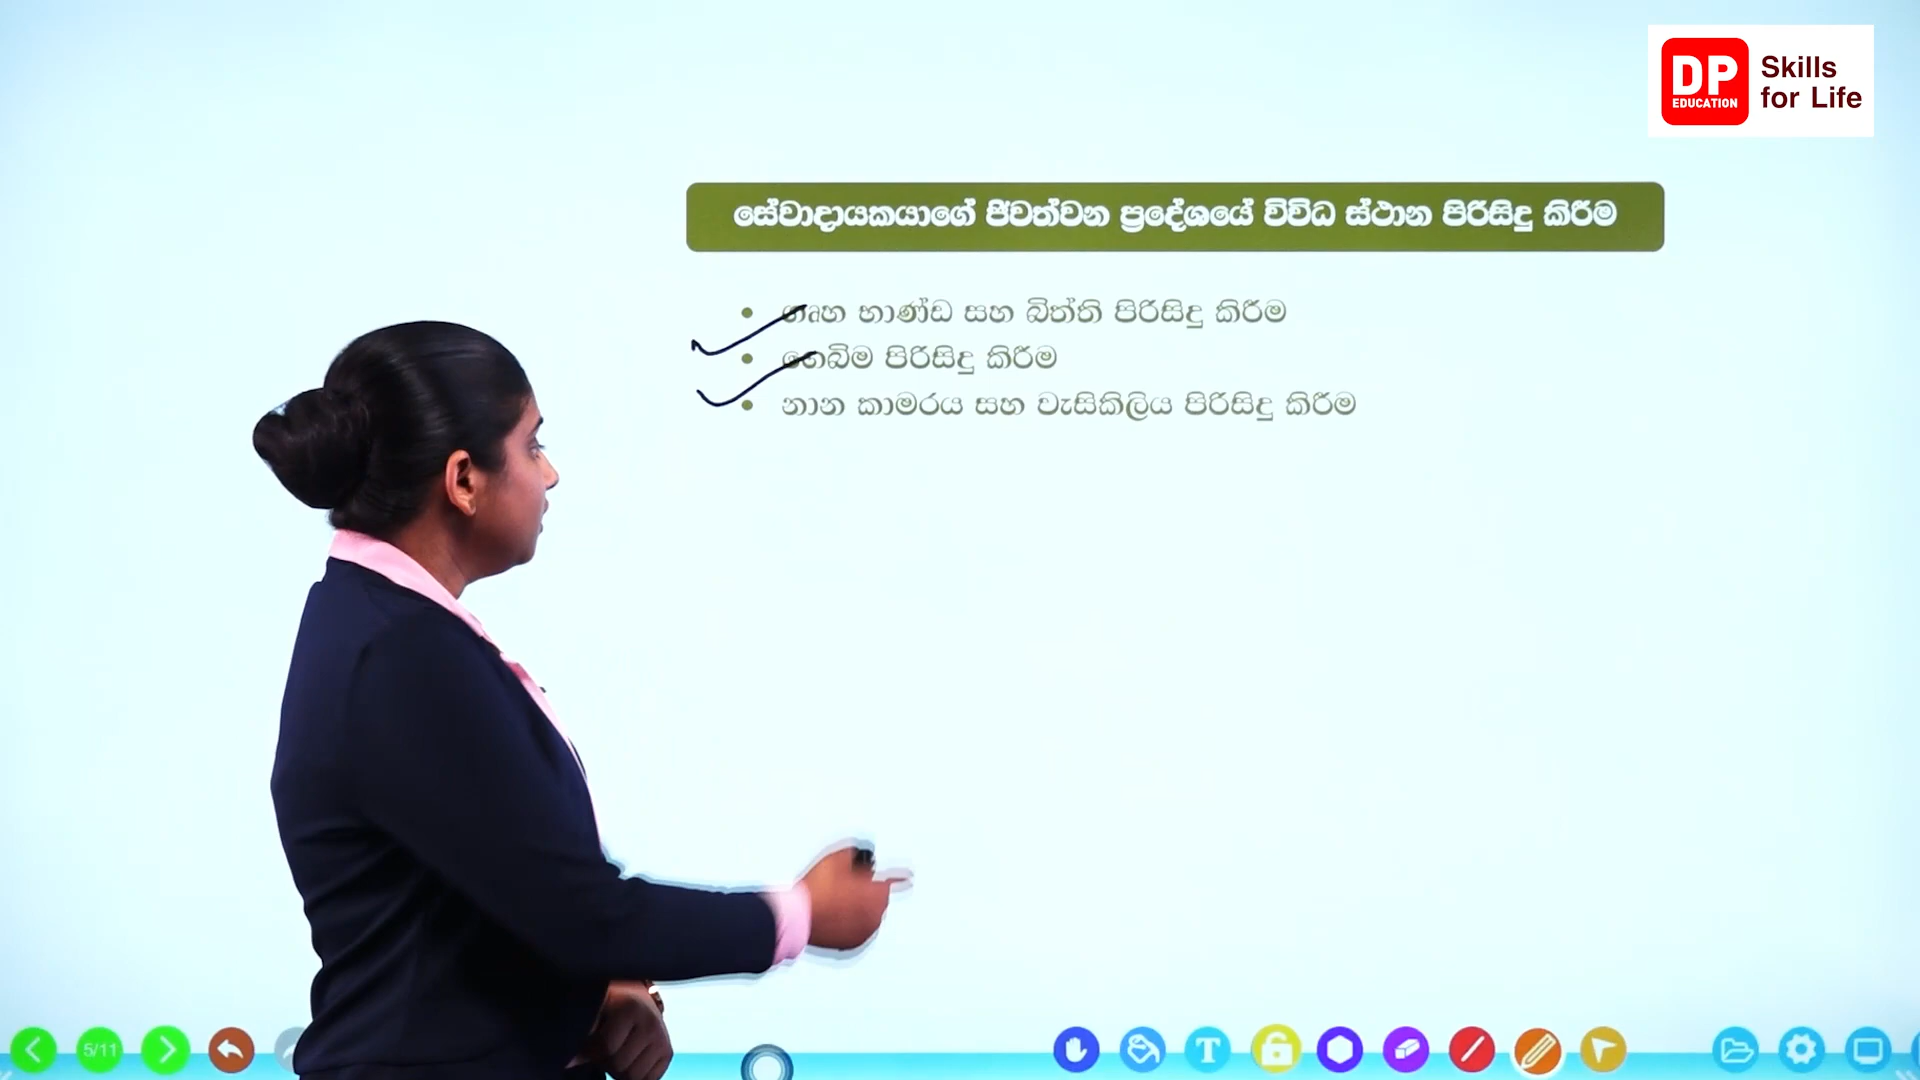 DP
EDUCATION
Skills
for Life
සේවාදායකයාගේ ජීවත්වන ප්‍රදේශයේ විවිධ ස්ථාන පිරිසිදු කිරීම
• ගෘහ භාණ්ඩ සහ බිත්ති පිරිසිදු කිරීම
• ගෙබිම පිරිසිදු කිරීම
• නාන කාමරය සහ වැසිකිලිය පිරිසිදු කිරීම
5/11
T